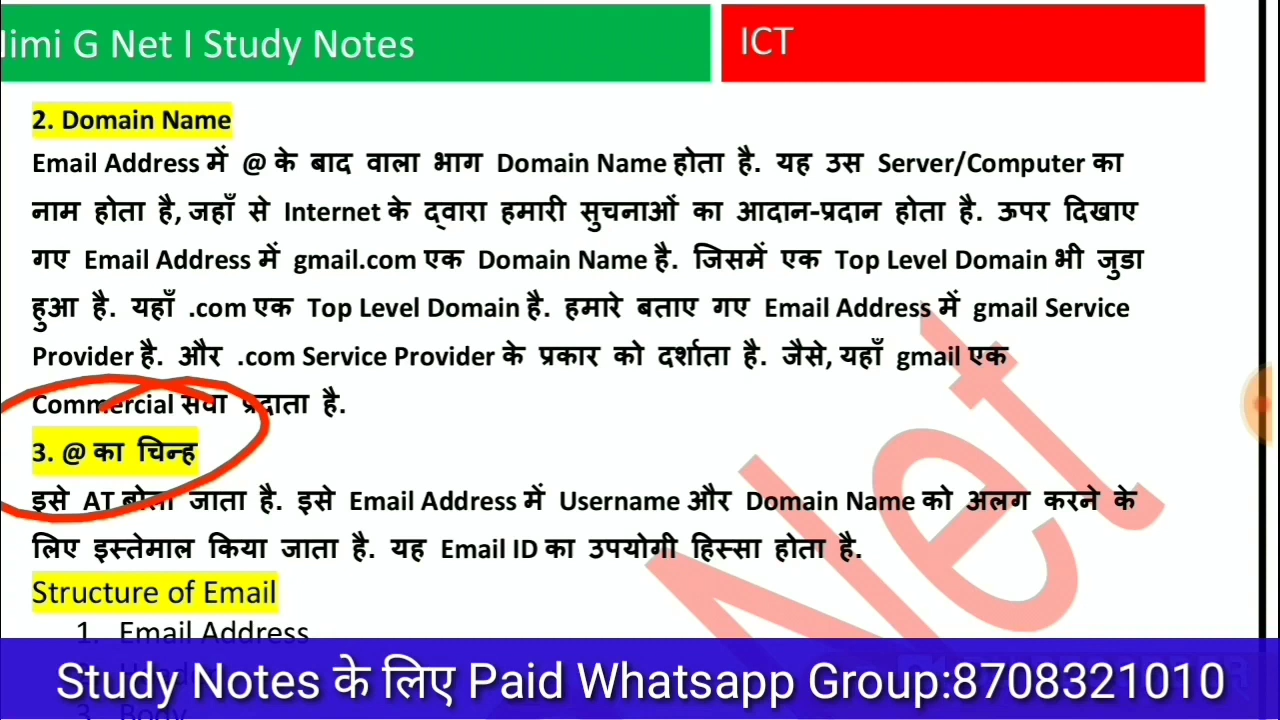 limi G Net I Study Notes
ICT
2. Domain Name
Email Address में @ के बाद वाला भाग Domain Name होता है. यह उस Server/Computer का
नाम होता है, जहाँ से Internet के द्वारा हमारी सुचनाओं का आदान-प्रदान होता है. ऊपर दिखाए
गए Email Address में gmail.com एक Domain Name है. जिसमें एक Top Level Domain भी जुडा
हुआ है. यहाँ .com एक Top Level Domain है. हमारे बताए गए Email Address में gmail Service
Provider है. और .com Service Provider के प्रकार को दर्शाता है. जैसे, यहाँ gmail एक
Commercial सेवा प्रदाता है.
3. @ का चिन्ह
इसे AT बोला जाता है. इसे Email Address में Username और Domain Name को अलग करने के
लिए इस्तेमाल किया जाता है. यह Email ID का उपयोगी हिस्सा होता है.
Structure of Email
1. Email Address
Study Notes के लिए Paid Whatsapp Group:8708321010
3. Body
Net